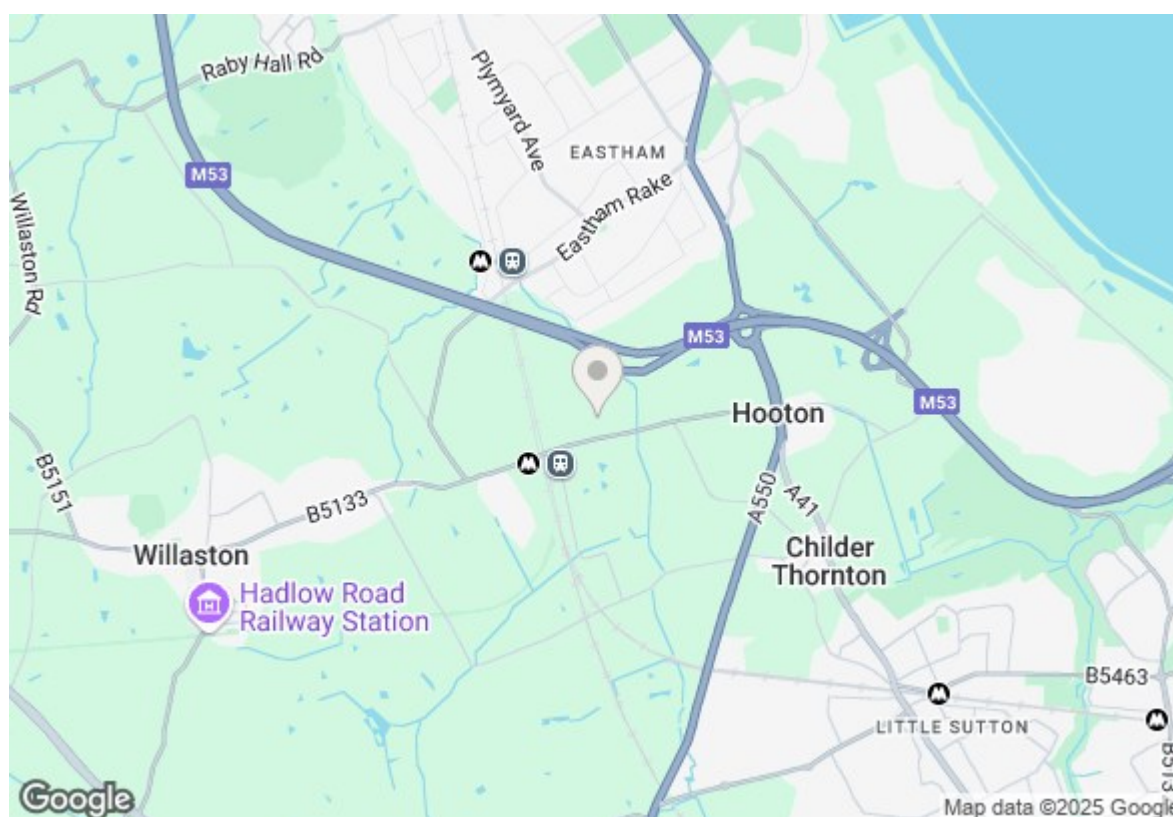 Raby Hall Rd
Plymyard Ave
EASTHAM
M53
Eastham Rake
Willaston Rd
M53
M53
Hooton
B5151
B5133
A550
A41
Willaston
Childer
Thornton
Hadlow Road
Railway Station
B5463
LITTLE SUTTON
Google
Map data ©2025 Google